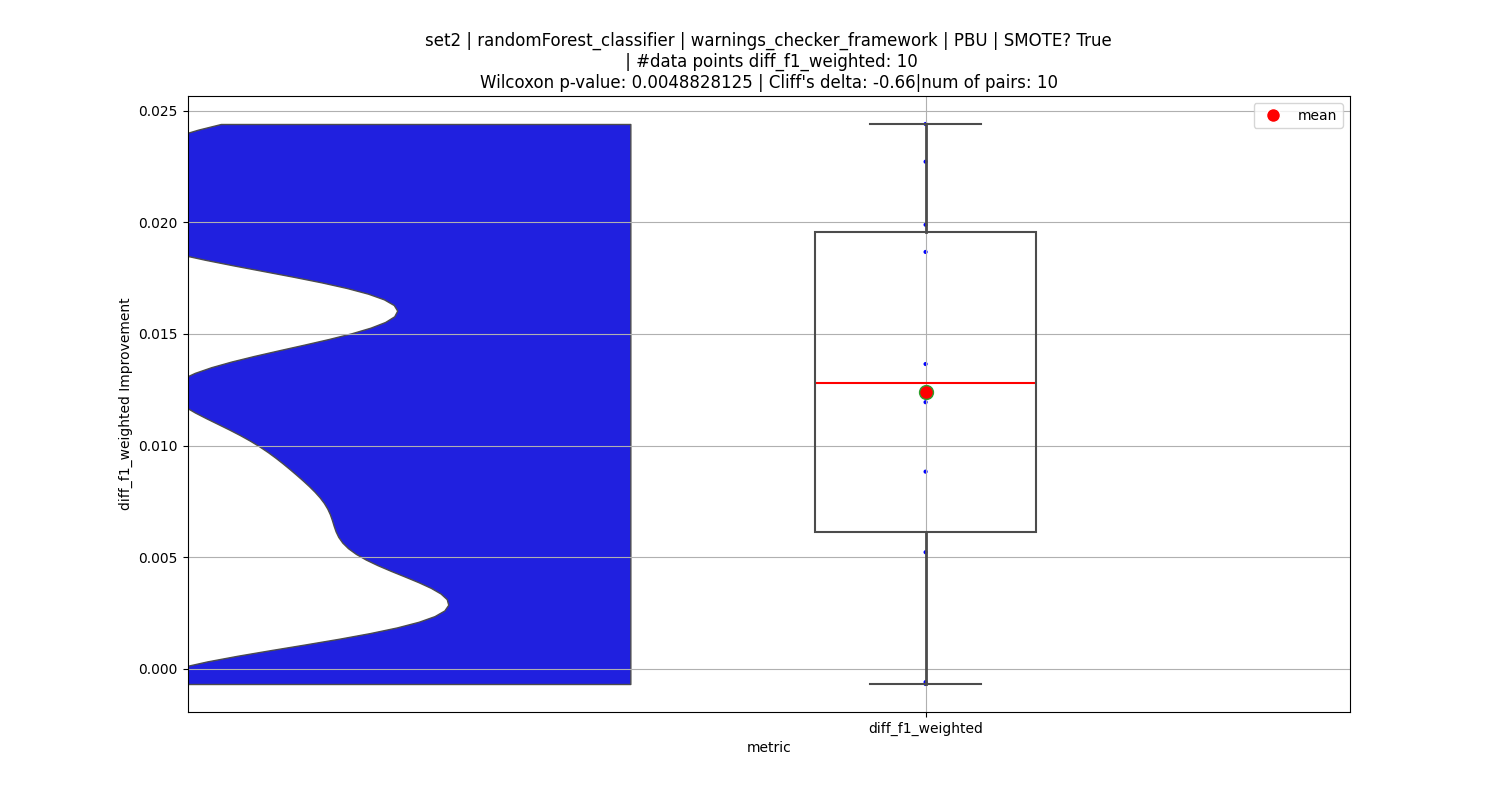 set2 | randomForest_classifier | warnings_checker_framework | PBU | SMOTE? True
| #data points diff_f1_weighted: 10
Wilcoxon p-value: 0.0048828125 | Cliff's delta: -0.66|num of pairs: 10
mean
diff_f1_weighted Improvement
0.025
0.020
0.015
0.010
0.005
0.000
diff_f1_weighted
metric